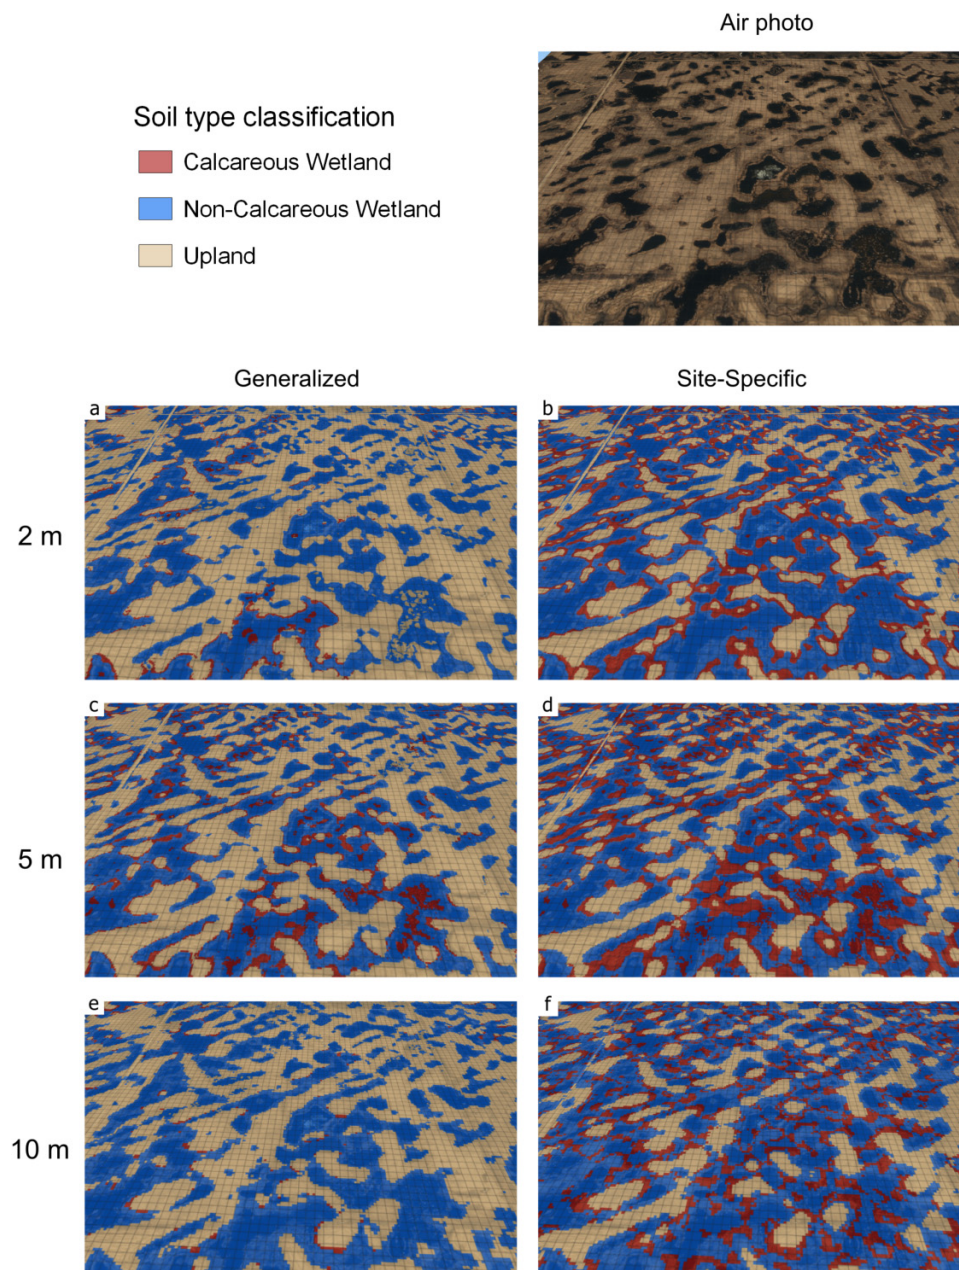 Air photo
Soil type classification
Calcareous Wetland
Non-Calcareous Wetland
Upland
Generalized
Site-Specific
a
b
2 m
c
d
5 m
e
f
10 m